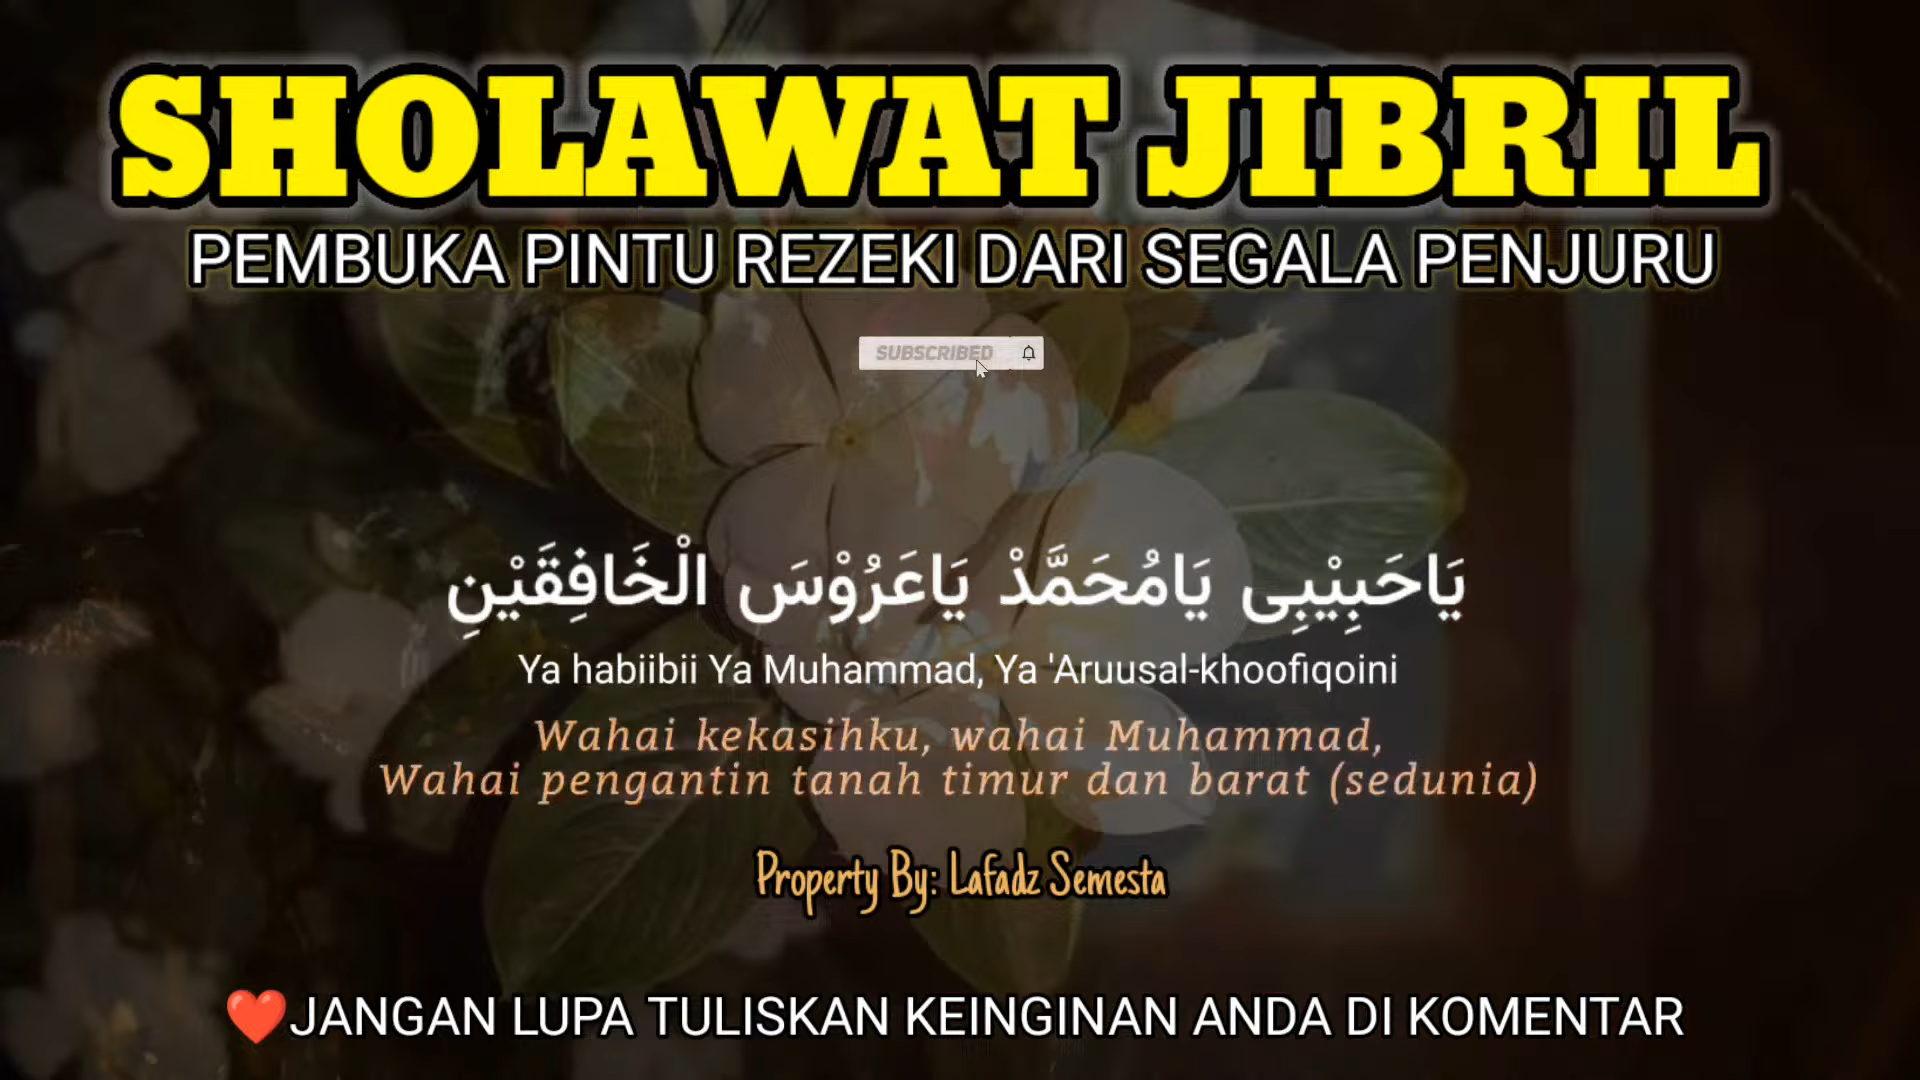 SHOLAWAT JIBRIL
PEMBUKA PINTU REZEKI DARI SEGALA PENJURU
SUBSCRIBED
يَاحَبِيْبِى يَامُحَمَّدْ يَاعَرُوْسَ الْخَافِقَيْنِ
Ya habiibii Ya Muhammad, Ya 'Aruusal-khoofiqoini
Wahai kekasihku, wahai Muhammad,
Wahai pengantin tanah timur dan barat (sedunia)
Property By: Lafadz Semesta
❤️JANGAN LUPA TULISKAN KEINGINAN ANDA DI KOMENTAR